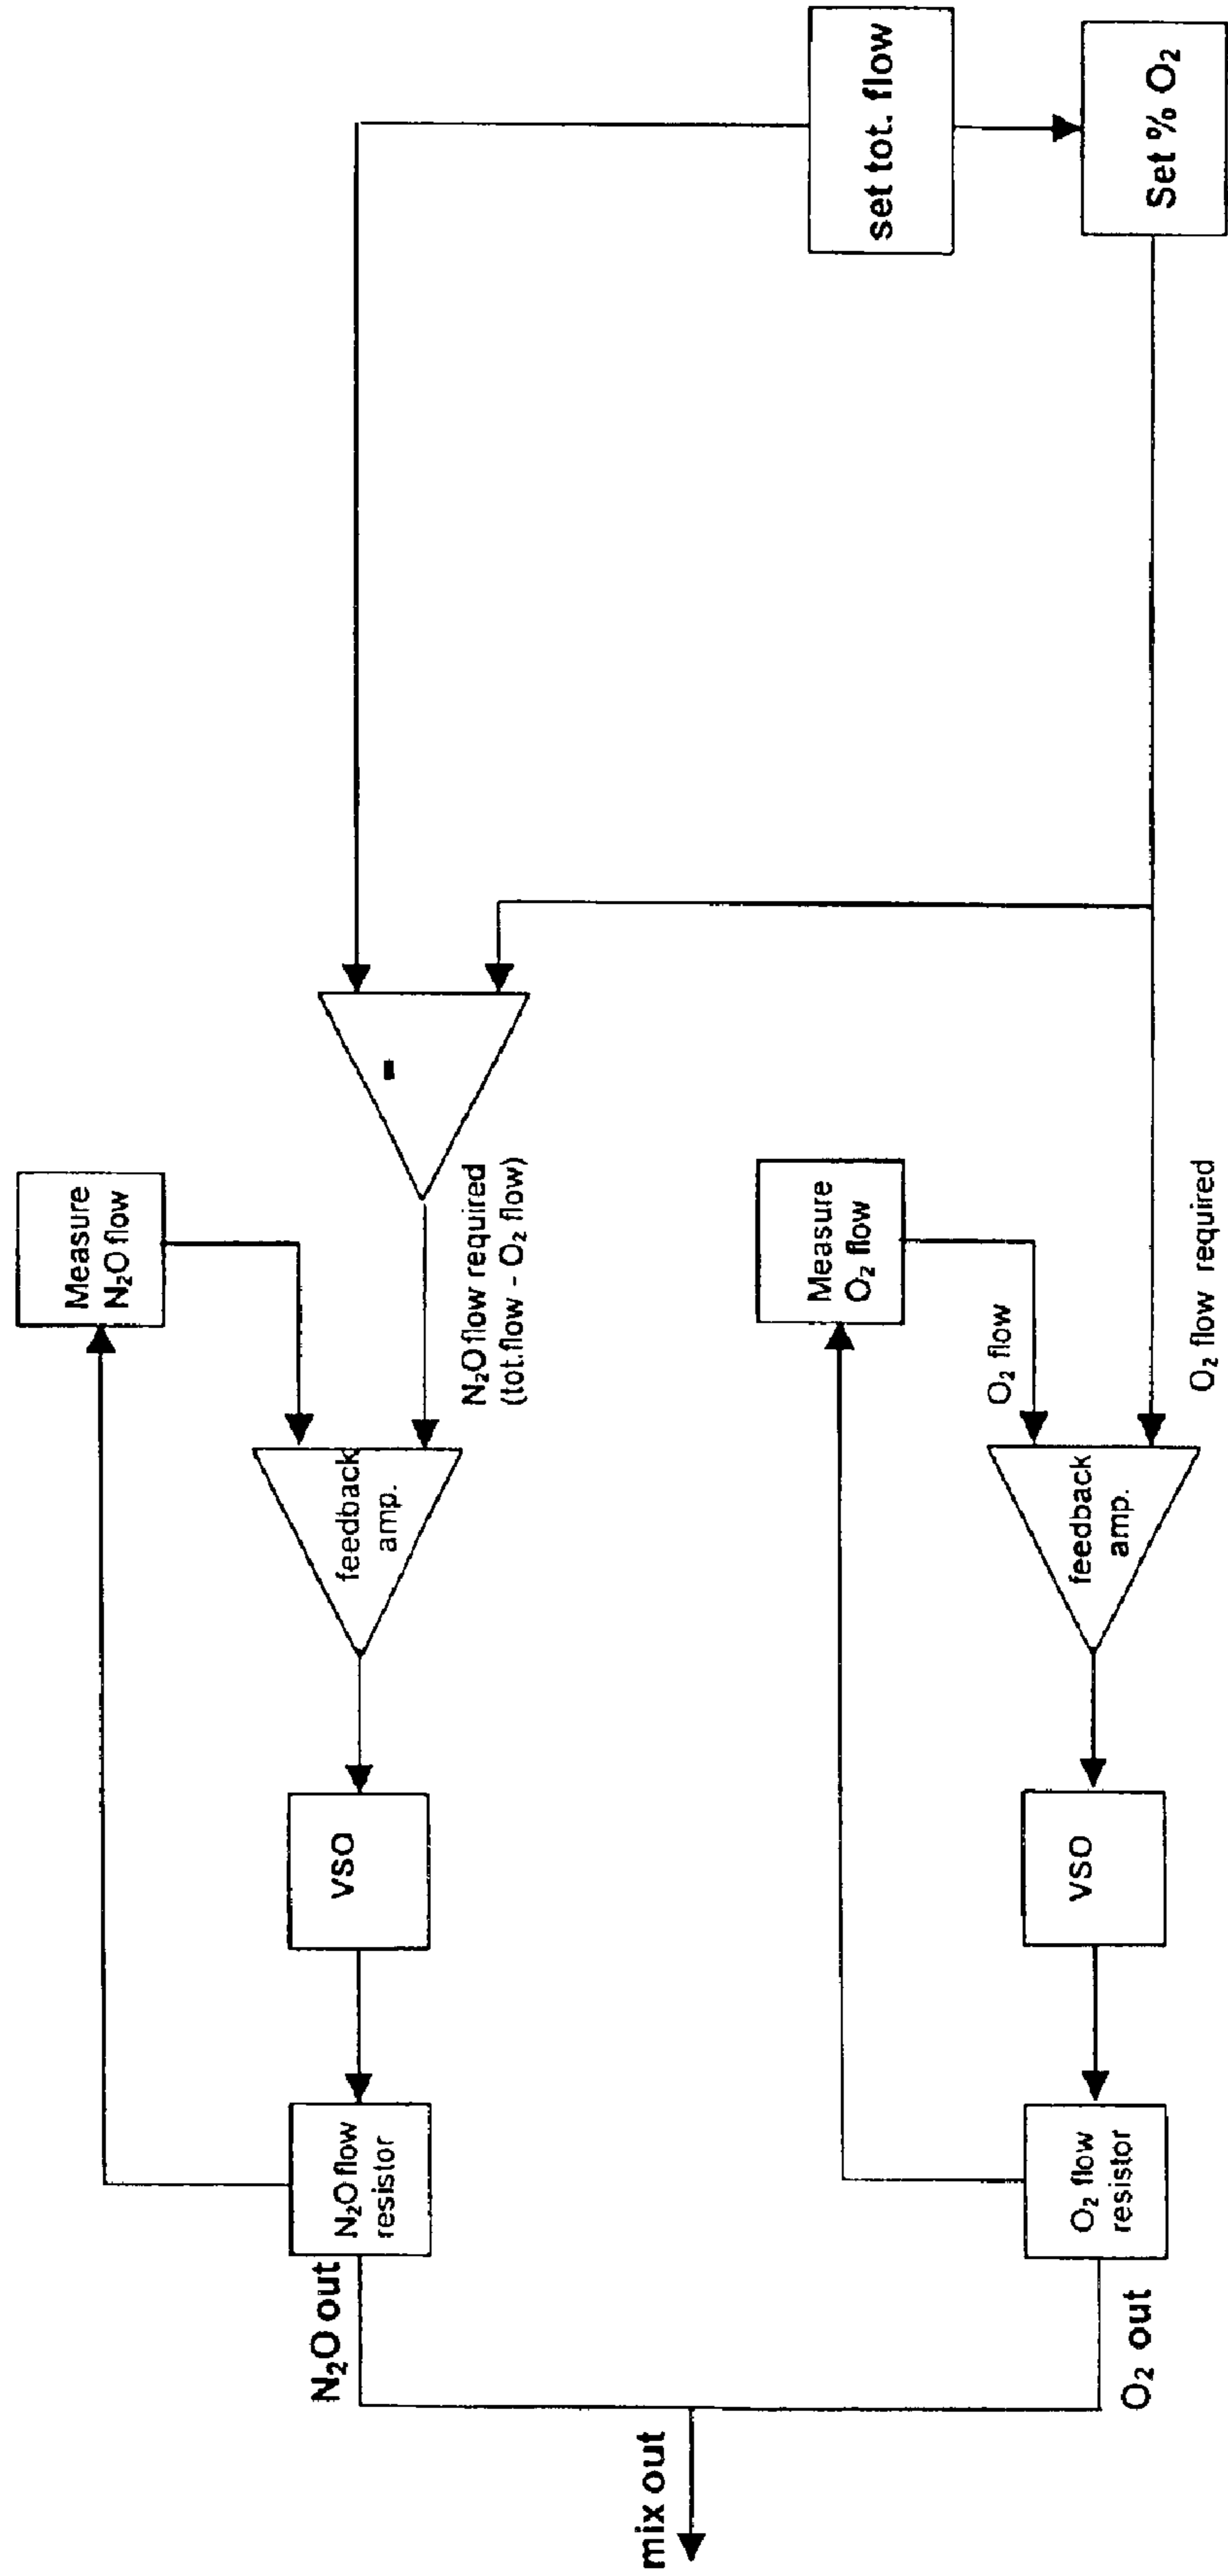 set tot. flow
Set % O₂
Measure
N₂O flow
N₂O flow required
(tot.flow - O₂ flow)
-
feedback
amp.
VSO
N₂O flow
resistor
N₂O out
Measure
O₂ flow
O₂ flow
O₂ flow required
feedback
amp.
VSO
O₂ flow
resistor
O₂ out
mix out